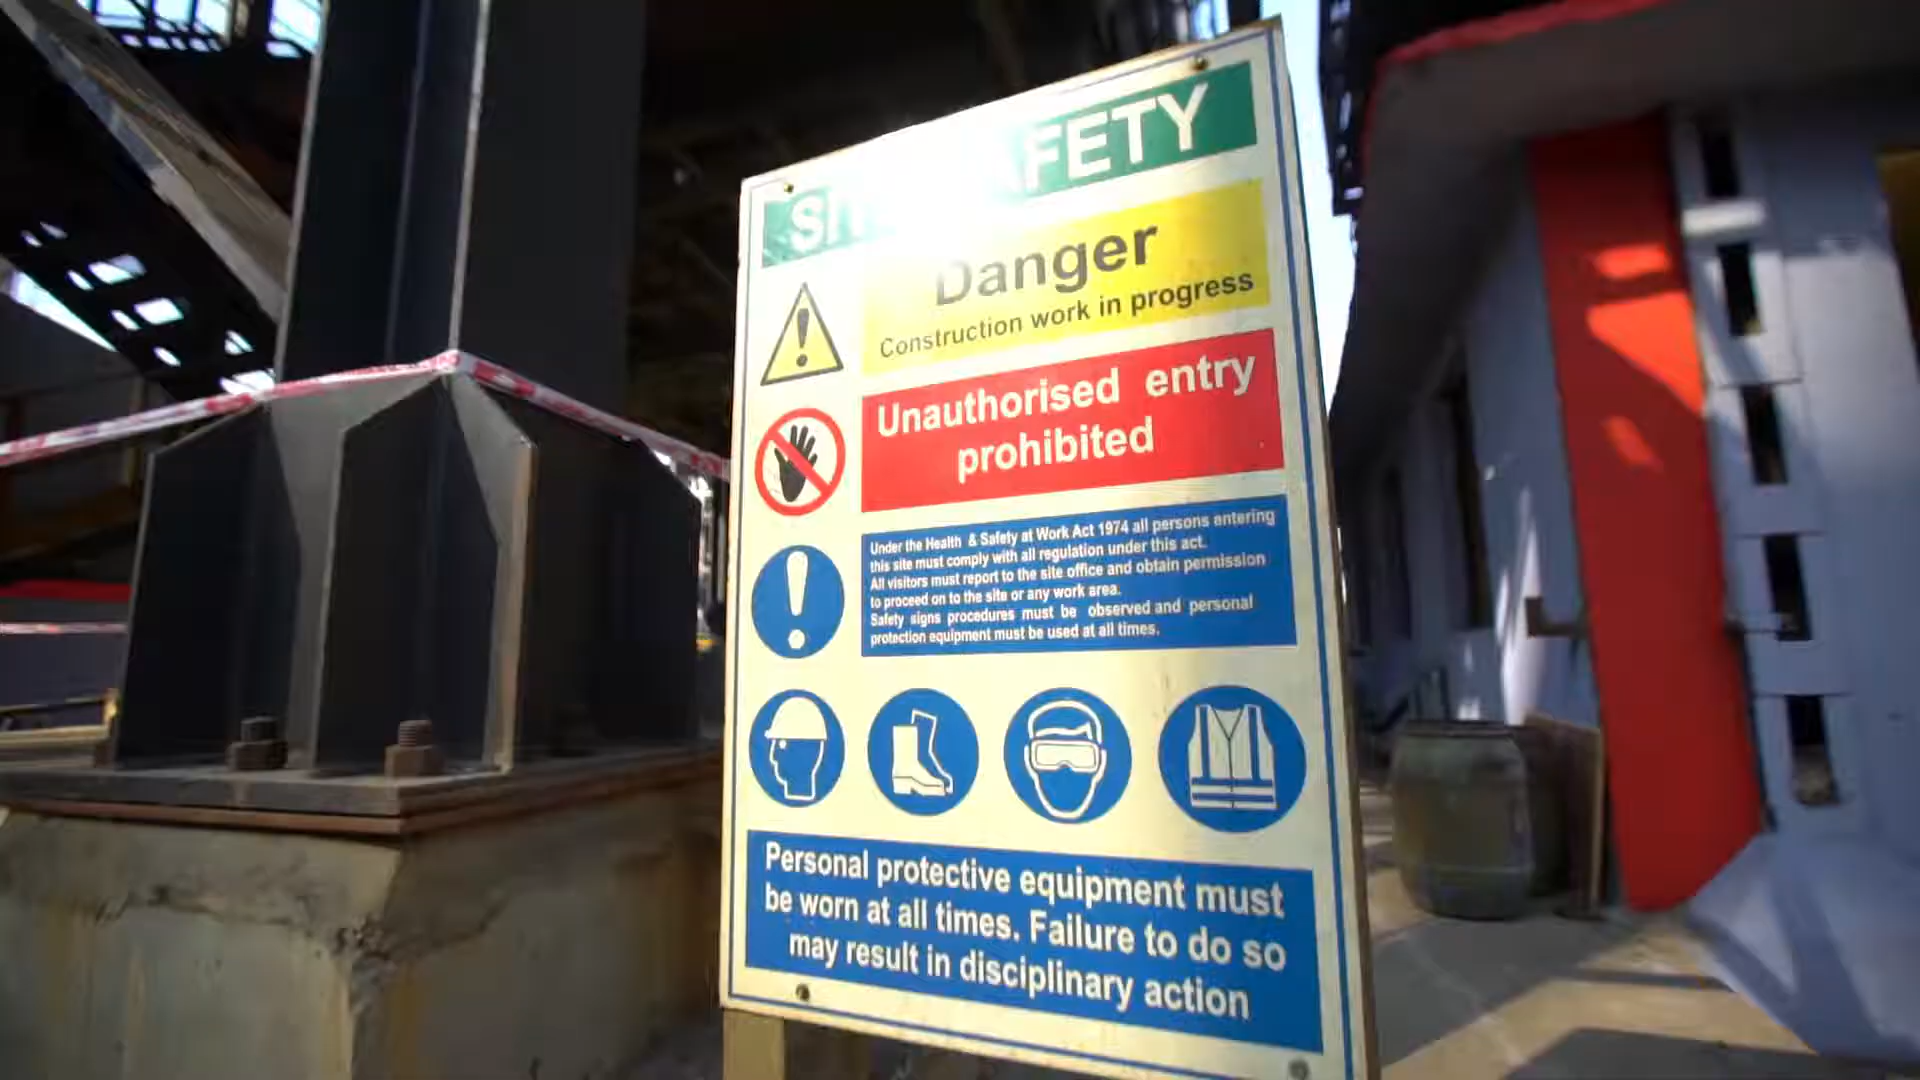 SITE SAFETY
Danger
Construction work in progress
Unauthorised entry
prohibited
Under the Health & Safety at Work Act 1974 all persons entering
this site must comply with all regulation under this act.
All visitors must report to the site office and obtain permission
to proceed on to the site or any work area.
Safety signs procedures must be observed and personal
protection equipment must be used at all times.
Personal protective equipment must
be worn at all times. Failure to do so
may result in disciplinary action